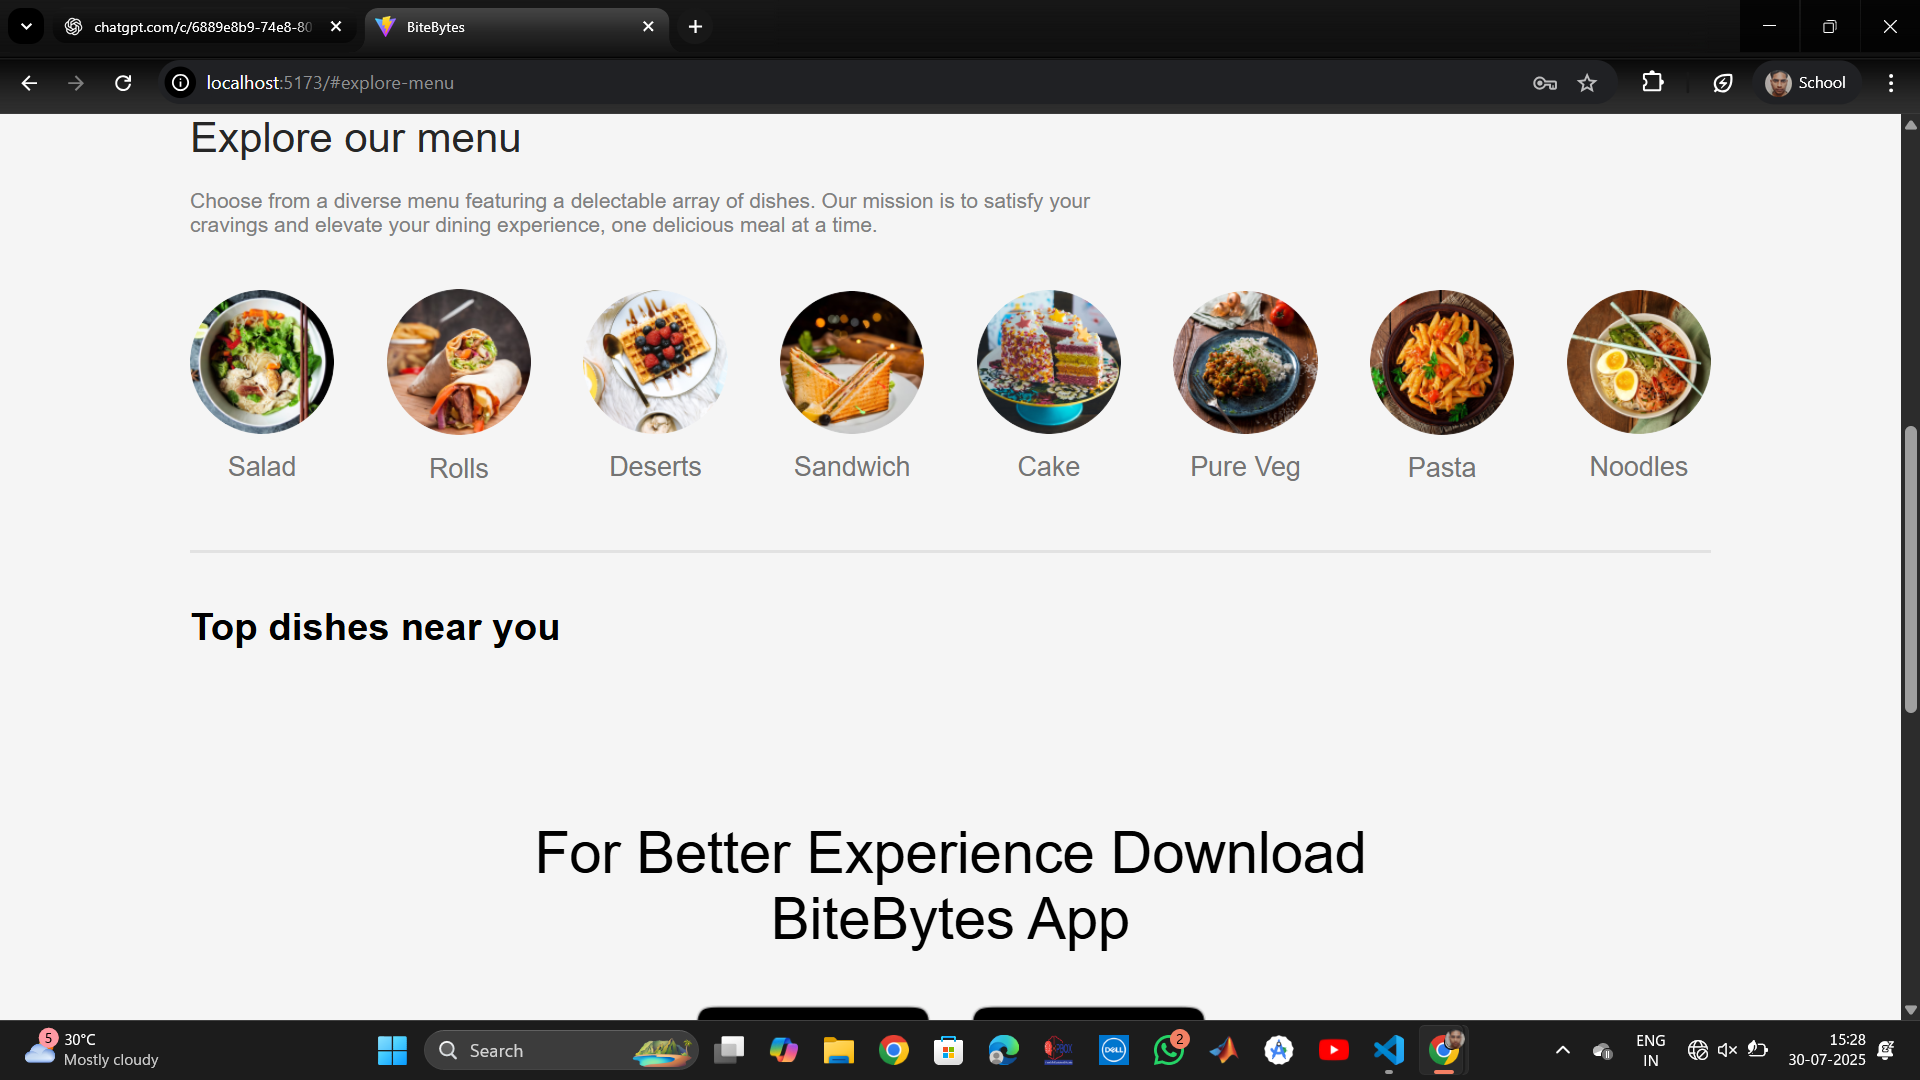 chatgpt.com/c/6889e8b9-74e8-80
BiteBytes
localhost:5173/#explore-menu
School
Explore our menu
Choose from a diverse menu featuring a delectable array of dishes. Our mission is to satisfy your
cravings and elevate your dining experience, one delicious meal at a time.
Salad
Rolls
Deserts
Sandwich
Cake
Pure Veg
Pasta
Noodles
Top dishes near you
For Better Experience Download
BiteBytes App
5
30°C
Mostly cloudy
Search
DELL
2
ENG
IN
15:28
30-07-2025